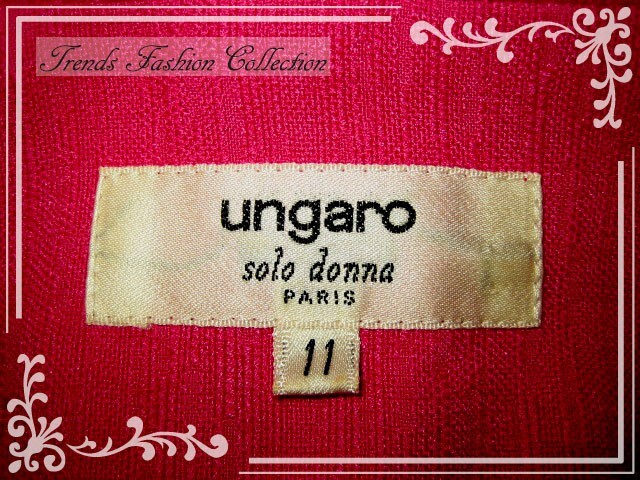 Trends Fashion Collection
ungaro
solo donna
PARIS
11